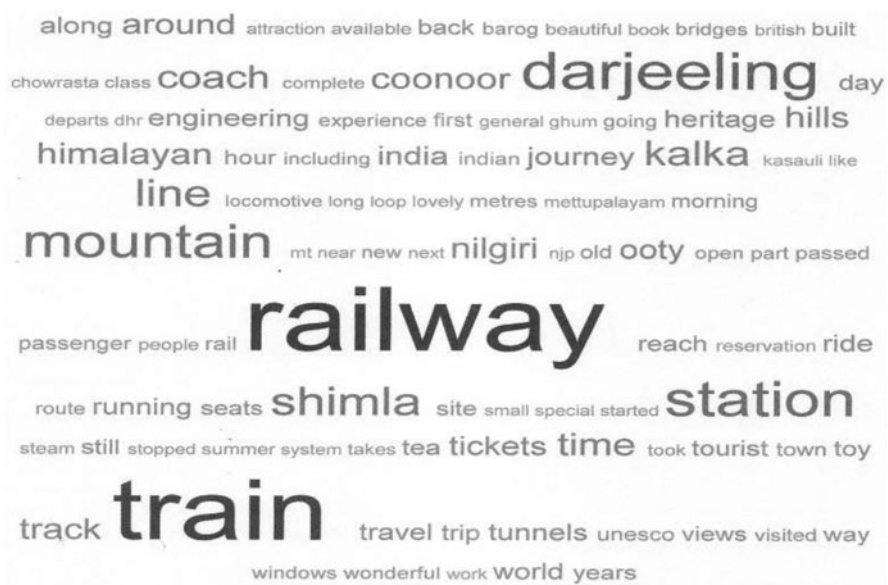 along around attraction available back barog beautiful book bridges british built
chowrasta class coach complete coonoor darjeeling day
departs dhr engineering experience first general ghum going heritage hills
himalayan hour including india indian journey kalka kasauli like
line locomotive long loop lovely metres mettupalayam morning
mountain mt near new next nilgiri njp old ooty open part passed
passenger people rail railway reach reservation ride
route running seats shimla site small special started station
steam still stopped summer system takes tea tickets time took tourist town toy
track train travel trip tunnels unesco views visited way
windows wonderful work world years